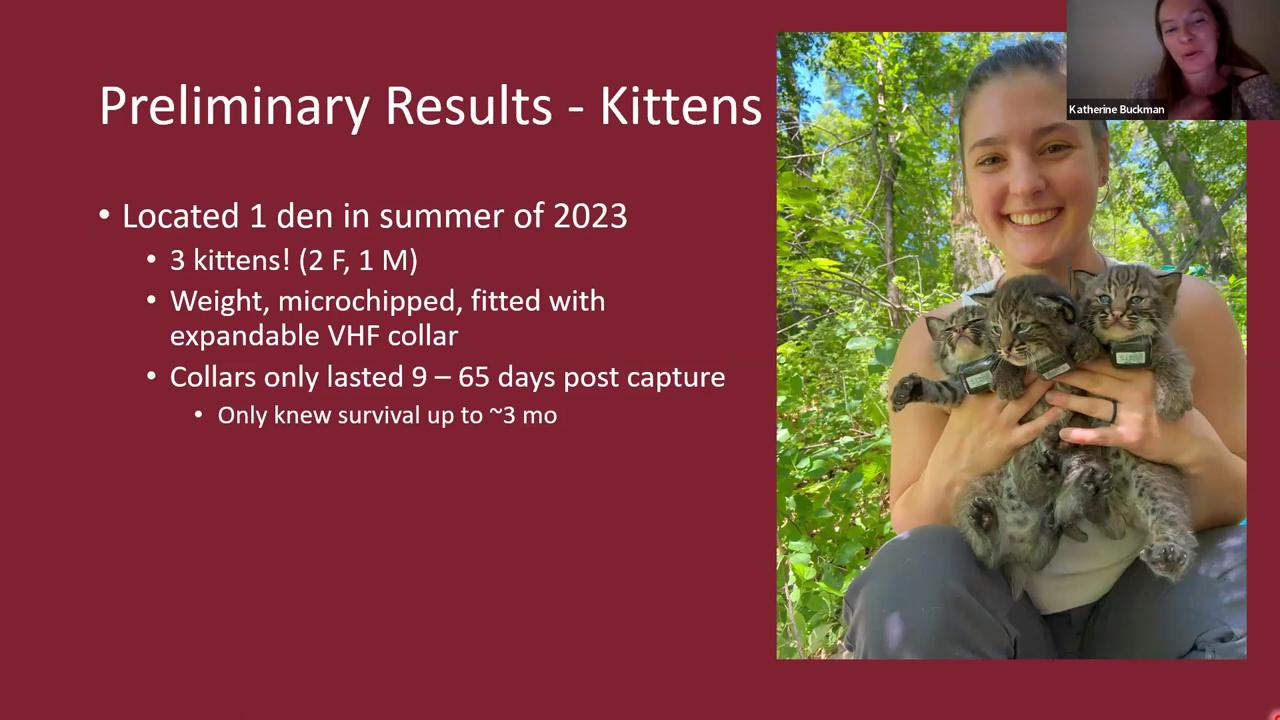 Preliminary Results - Kittens
Katherine Buckman
• Located 1 den in summer of 2023
• 3 kittens! (2 F, 1 M)
• Weight, microchipped, fitted with
expandable VHF collar
• Collars only lasted 9 – 65 days post capture
• Only knew survival up to ~3 mo